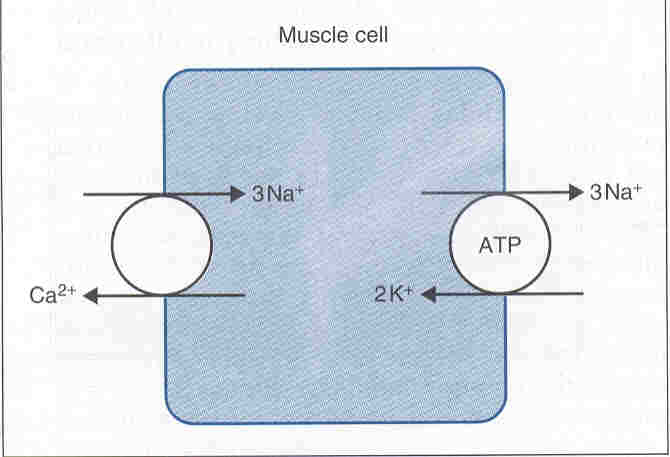 Muscle cell
3Na⁺
3Na⁺
ATP
Ca²⁺
2K⁺